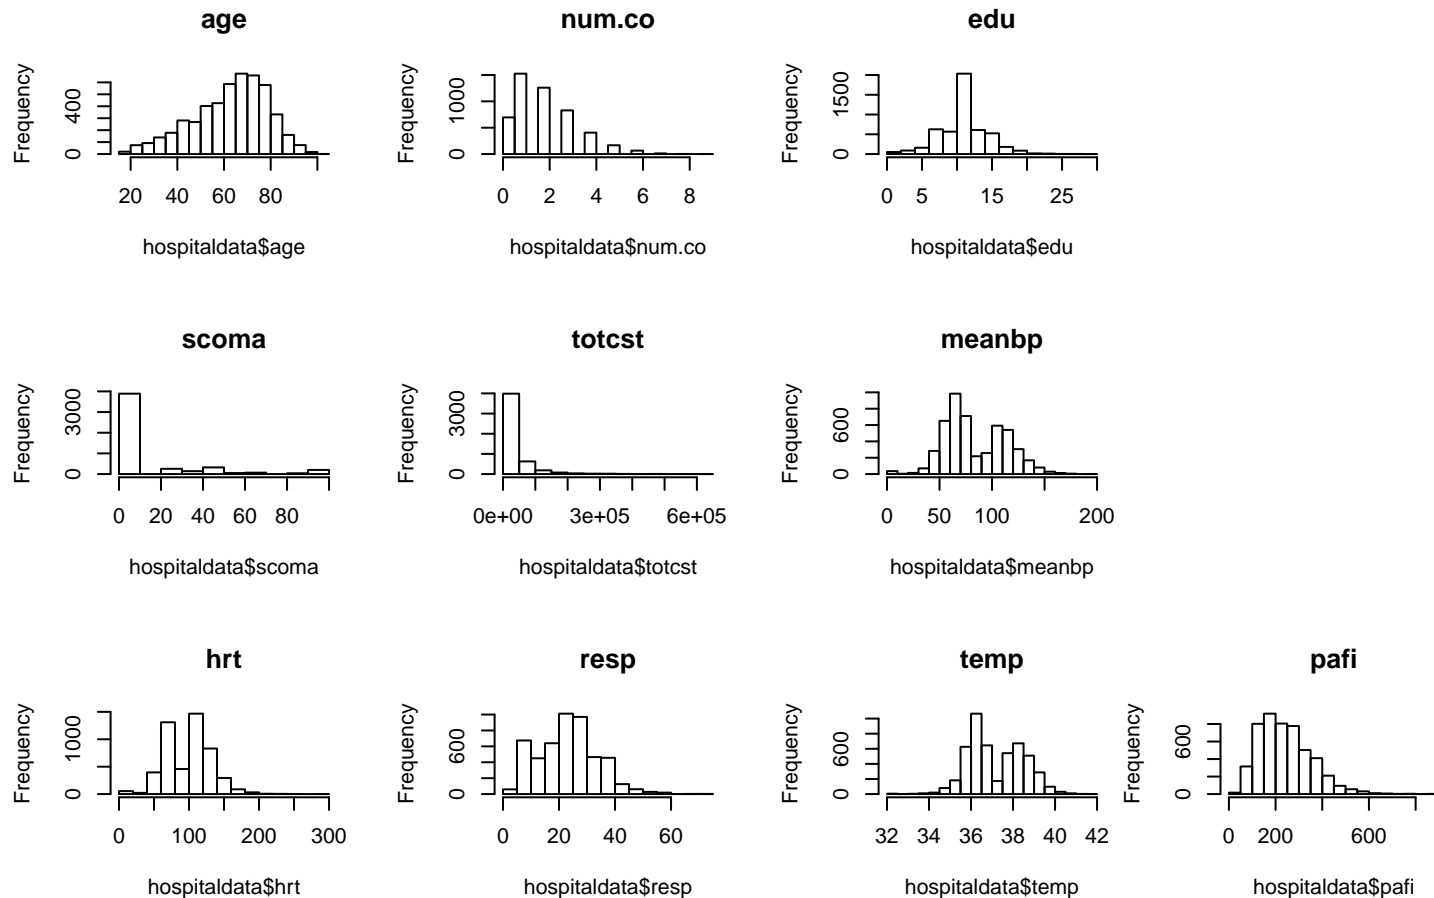 age
num.co
edu
Frequency
0 400
20 40 60 80
hospitaldata$age
Frequency
0 1000
0 2 4 6 8
hospitaldata$num.co
Frequency
0 1500
0 5 15 25
hospitaldata$edu
scoma
totcst
meanbp
Frequency
0 3000
0 20 40 60 80
hospitaldata$scoma
Frequency
0 3000
0e+00 3e+05 6e+05
hospitaldata$totcst
Frequency
0 600
0 50 100 200
hospitaldata$meanbp
hrt
resp
temp
pafi
Frequency
0 1000
0 100 200 300
hospitaldata$hrt
Frequency
0 600
0 20 40 60
hospitaldata$resp
Frequency
0 600
32 34 36 38 40 42
hospitaldata$temp
Frequency
0 600
0 200 600
hospitaldata$pafi